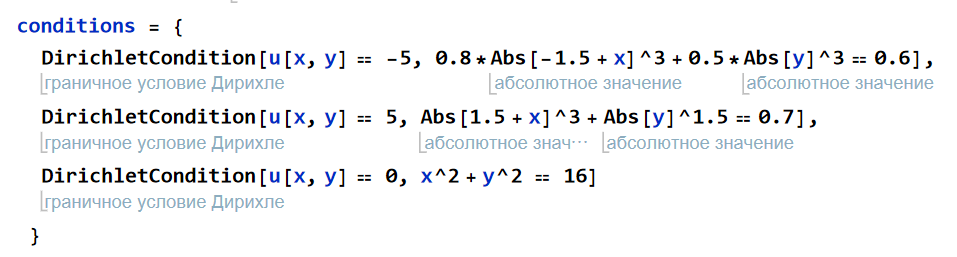 conditions = {
DirichletCondition[u[x, y] == -5, 0.8*Abs[-1.5 + x]^3 + 0.5*Abs[y]^3 == 0.6],
граничное условие Дирихле абсолютное значение абсолютное значение
DirichletCondition[u[x, y] == 5, Abs[1.5 + x]^3 + Abs[y]^1.5 == 0.7],
граничное условие Дирихле абсолютное знач⋯ абсолютное значение
DirichletCondition[u[x, y] == 0, x^2 + y^2 == 16]
граничное условие Дирихле
}